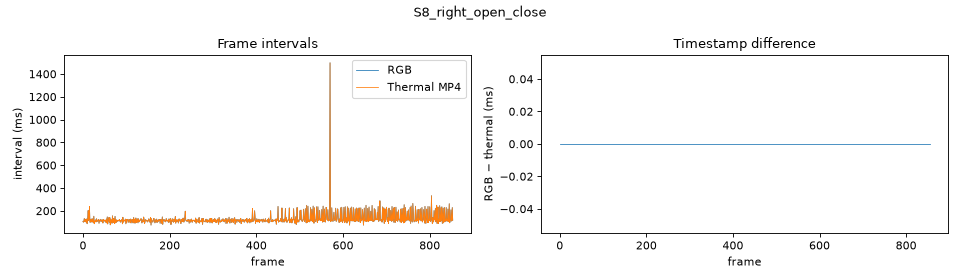 S8_right_open_close
Frame intervals
interval (ms)
1400
1200
1000
800
600
400
200
0
200
400
600
800
frame
RGB
Thermal MP4
Timestamp difference
RGB − thermal (ms)
0.04
0.02
0.00
−0.02
−0.04
0
200
400
600
800
frame